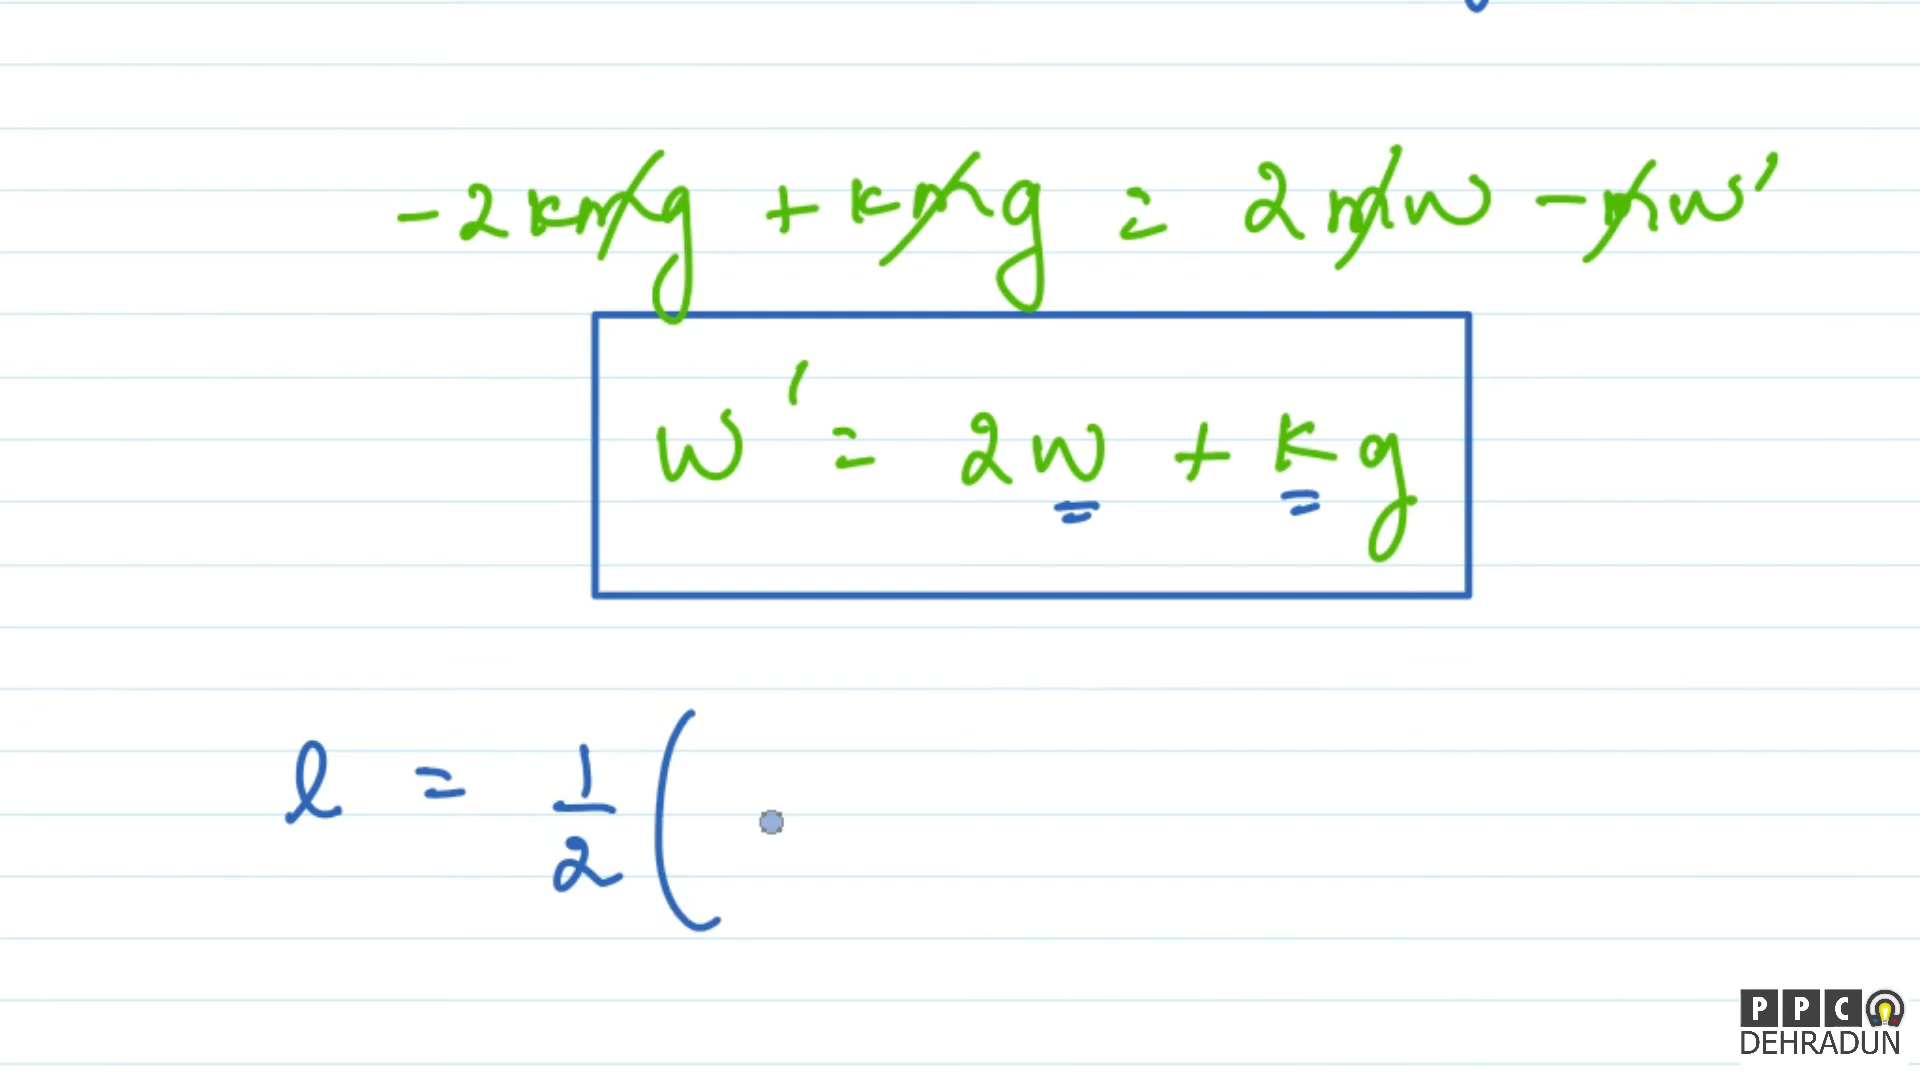 -2kmg + kmg = 2mw - mw'
w' = 2w + kg
l = 1/2 (
PPC
DEHRADUN